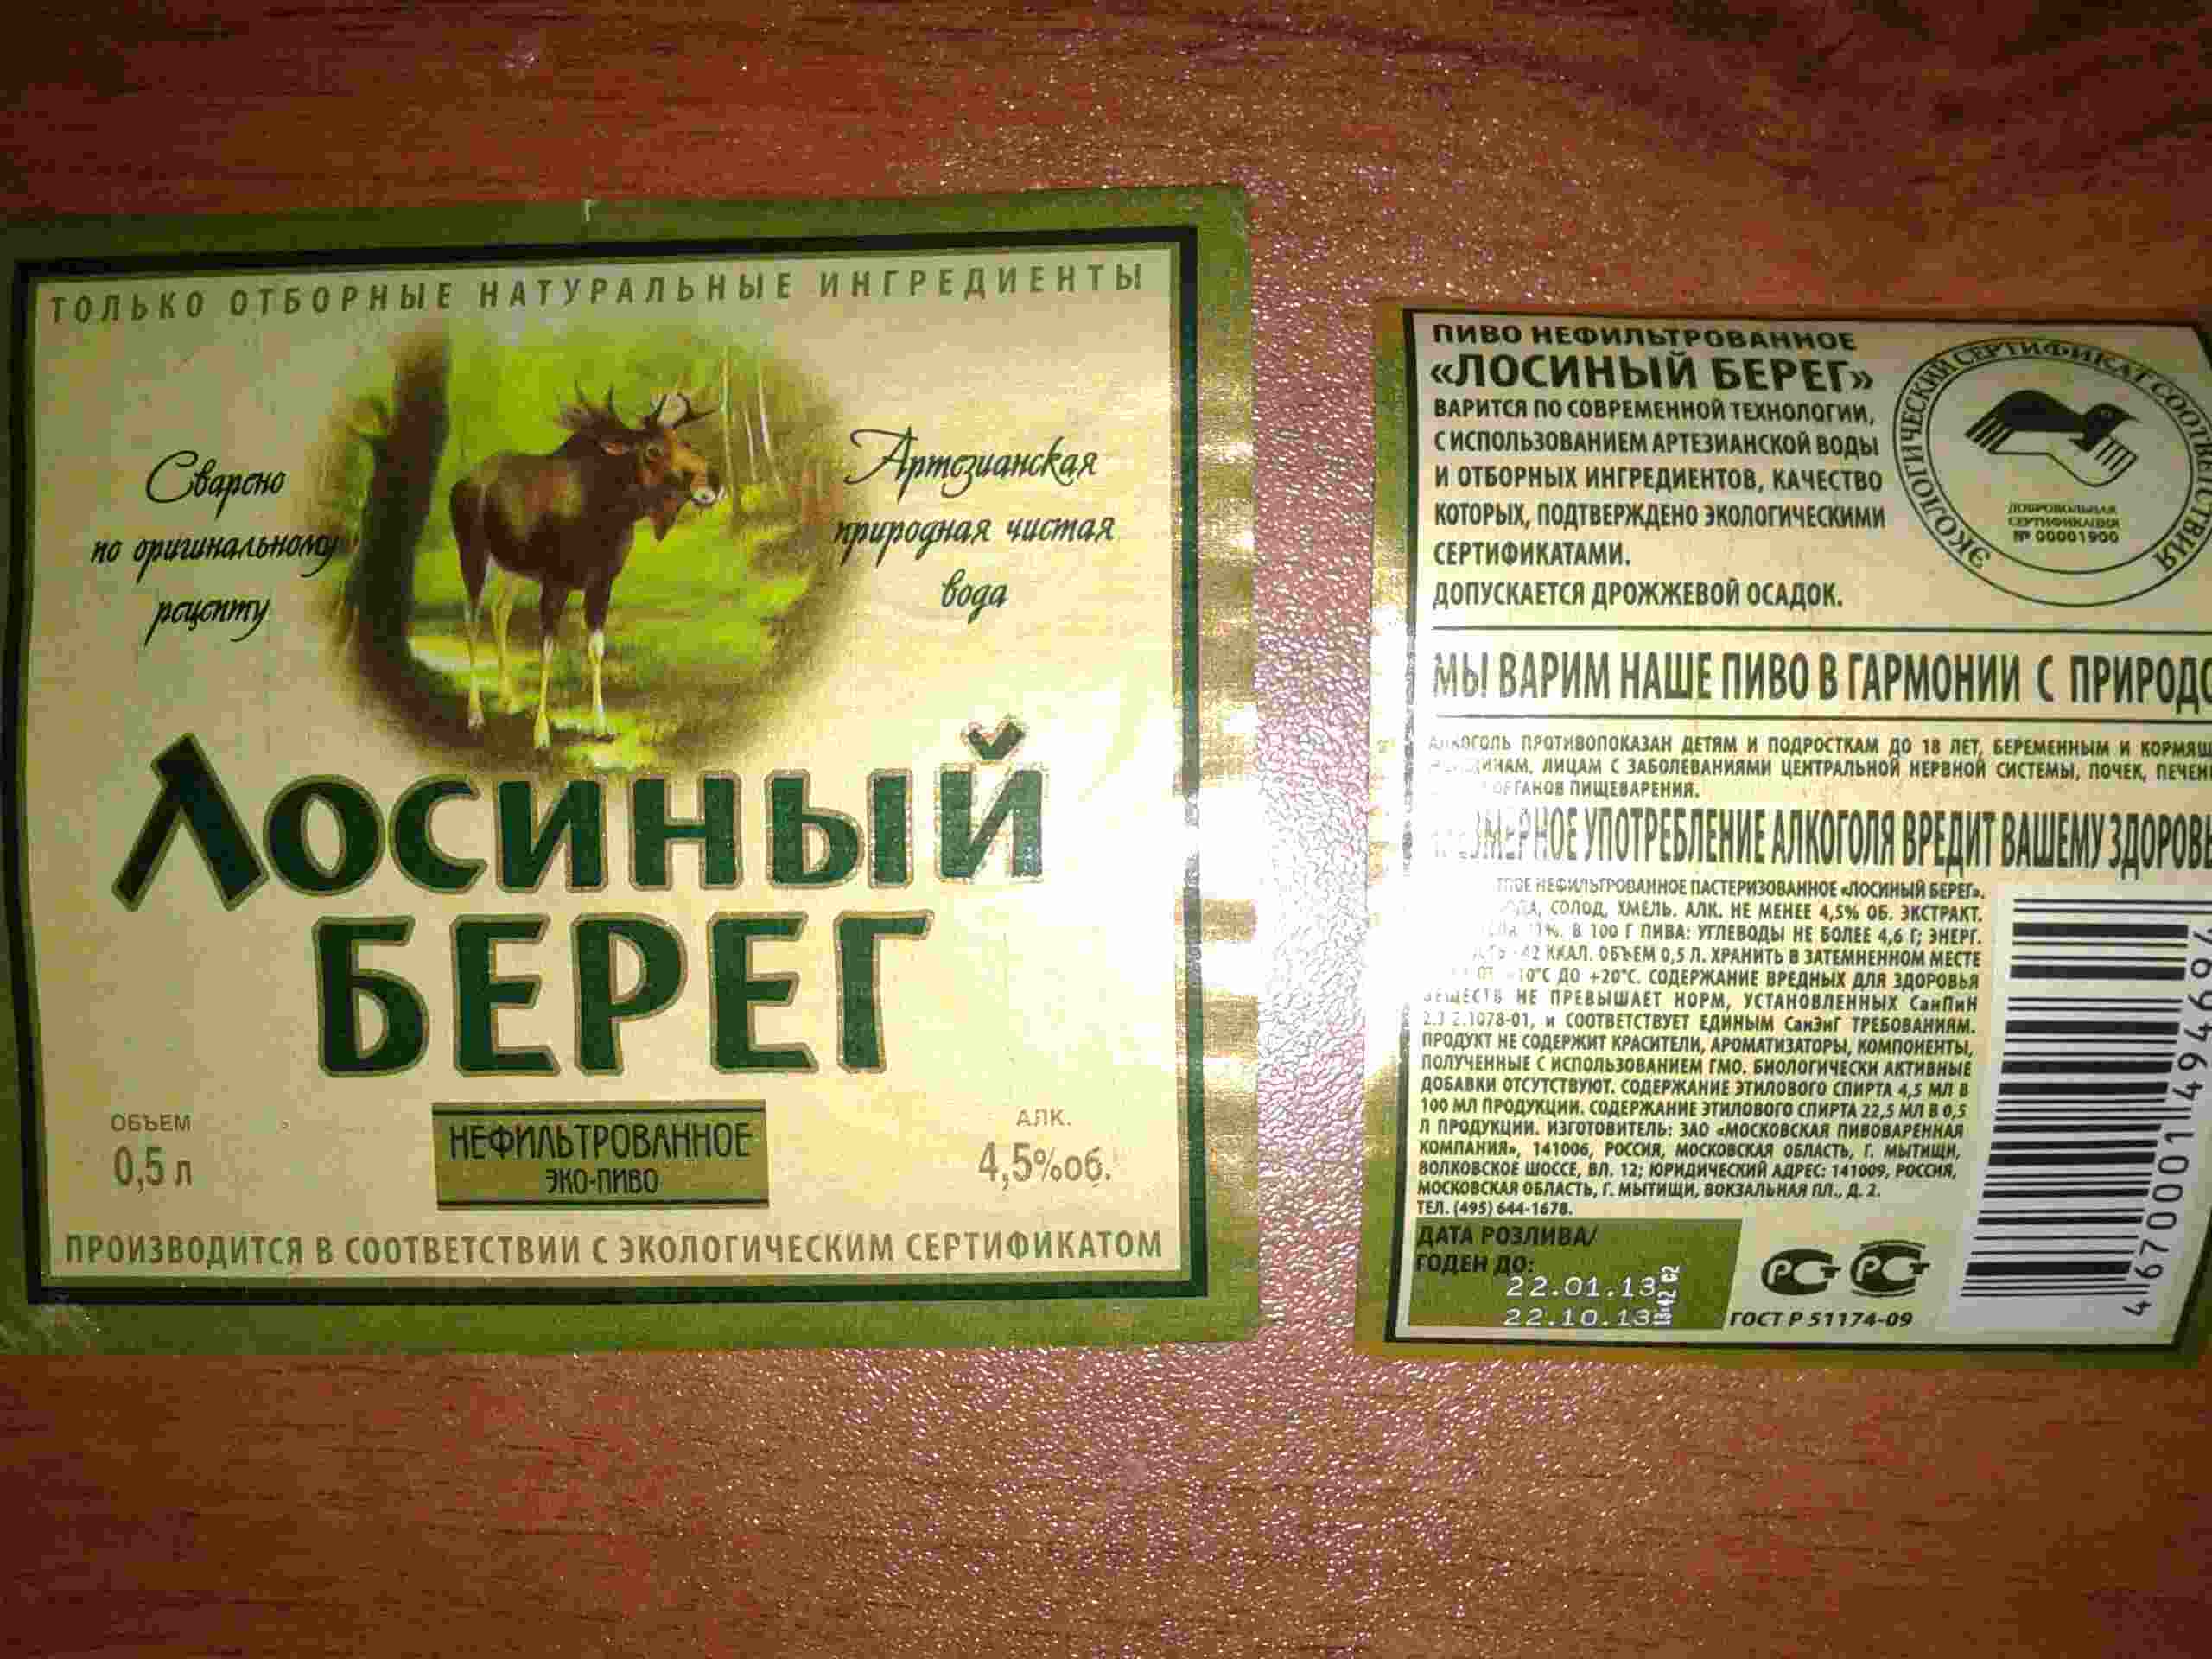 ТОЛЬКО ОТБОРНЫЕ НАТУРАЛЬНЫЕ ИНГРЕДИЕНТЫ
Сварено
по оригинальному
рецепту
Артезианская
природная чистая
вода
ЛОСИНЫЙ
БЕРЕГ
ОБЪЕМ
0,5 л
НЕФИЛЬТРОВАННОЕ
ЭКО-ПИВО
АЛК.
4,5%об.
ПРОИЗВОДИТСЯ В СООТВЕТСТВИИ С ЭКОЛОГИЧЕСКИМ СЕРТИФИКАТОМ
ПИВО НЕФИЛЬТРОВАННОЕ
«ЛОСИНЫЙ БЕРЕГ»
ВАРИТСЯ ПО СОВРЕМЕННОЙ ТЕХНОЛОГИИ,
С ИСПОЛЬЗОВАНИЕМ АРТЕЗИАНСКОЙ ВОДЫ
И ОТБОРНЫХ ИНГРЕДИЕНТОВ, КАЧЕСТВО
КОТОРЫХ, ПОДТВЕРЖДЕНО ЭКОЛОГИЧЕСКИМИ
СЕРТИФИКАТАМИ.
ДОПУСКАЕТСЯ ДРОЖЖЕВОЙ ОСАДОК.
ЭКОЛОГИЧЕСКИЙ СЕРТИФИКАТ СООТВЕТСТВИЯ
ДОБРОВОЛЬНАЯ
СЕРТИФИКАЦИЯ
№ 00001900
МЫ ВАРИМ НАШЕ ПИВО В ГАРМОНИИ С ПРИРОДО
АЛКОГОЛЬ ПРОТИВОПОКАЗАН ДЕТЯМ И ПОДРОСТКАМ ДО 18 ЛЕТ, БЕРЕМЕННЫМ И КОРМЯЩ
ЛИЦАМ С ЗАБОЛЕВАНИЯМИ ЦЕНТРАЛЬНОЙ НЕРВНОЙ СИСТЕМЫ, ПОЧЕК, ПЕЧЕН
ОРГАНОВ ПИЩЕВАРЕНИЯ.
УПОТРЕБЛЕНИЕ АЛКОГОЛЯ ВРЕДИТ ВАШЕМУ ЗДОРОВЬ
НЕФИЛЬТРОВАННОЕ ПАСТЕРИЗОВАННОЕ «ЛОСИНЫЙ БЕРЕГ».
СОЛОД, ХМЕЛЬ. АЛК. НЕ МЕНЕЕ 4,5% ОБ. ЭКСТРАКТ.
11%. В 100 Г ПИВА: УГЛЕВОДЫ НЕ БОЛЕЕ 4,6 Г; ЭНЕРГ.
42 ККАЛ. ОБЪЕМ 0,5 Л. ХРАНИТЬ В ЗАТЕМНЕННОМ МЕСТЕ
ОТ +10°С ДО +20°С. СОДЕРЖАНИЕ ВРЕДНЫХ ДЛЯ ЗДОРОВЬЯ
ВЕЩЕСТВ НЕ ПРЕВЫШАЕТ НОРМ, УСТАНОВЛЕННЫХ СанПиН
2.3.2.1078-01, и СООТВЕТСТВУЕТ ЕДИНЫМ СанЭиГ ТРЕБОВАНИЯМ.
ПРОДУКТ НЕ СОДЕРЖИТ КРАСИТЕЛИ, АРОМАТИЗАТОРЫ, КОМПОНЕНТЫ,
ПОЛУЧЕННЫЕ С ИСПОЛЬЗОВАНИЕМ ГМО. БИОЛОГИЧЕСКИ АКТИВНЫЕ
ДОБАВКИ ОТСУТСТВУЮТ. СОДЕРЖАНИЕ ЭТИЛОВОГО СПИРТА 4,5 МЛ В
100 МЛ ПРОДУКЦИИ. СОДЕРЖАНИЕ ЭТИЛОВОГО СПИРТА 22,5 МЛ В 0,5
Л ПРОДУКЦИИ. ИЗГОТОВИТЕЛЬ: ЗАО «МОСКОВСКАЯ ПИВОВАРЕННАЯ
КОМПАНИЯ», 141006, РОССИЯ, МОСКОВСКАЯ ОБЛАСТЬ, Г. МЫТИЩИ,
ВОЛКОВСКОЕ ШОССЕ, ВЛ. 12; ЮРИДИЧЕСКИЙ АДРЕС: 141009, РОССИЯ,
МОСКОВСКАЯ ОБЛАСТЬ, Г. МЫТИЩИ, ВОКЗАЛЬНАЯ ПЛ., Д. 2.
ТЕЛ. (495) 644-1678.
ДАТА РОЗЛИВА/
ГОДЕН ДО:
22.01.13
22.10.13
13:42 C2
РСТ РСТ
ГОСТ Р 51174-09
4 670001 494694